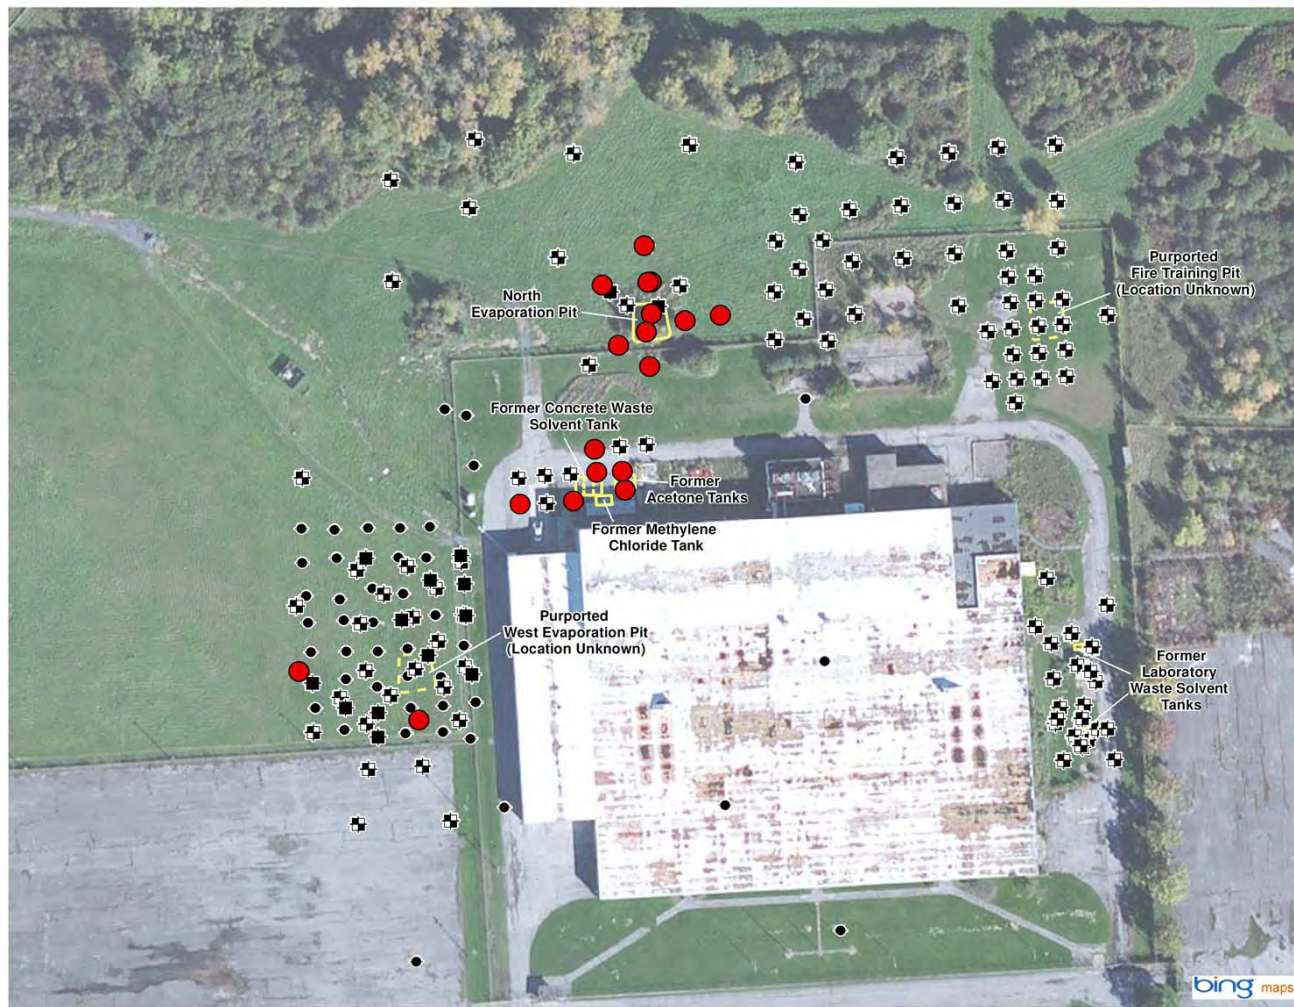 Purported
Fire Training Pit
(Location Unknown)
North
Evaporation Pit
Former Concrete Waste
Solvent Tank
Former
Acetone Tanks
Former Methylene
Chloride Tank
Purported
West Evaporation Pit
(Location Unknown)
Former
Laboratory
Waste Solvent
Tanks
bing maps